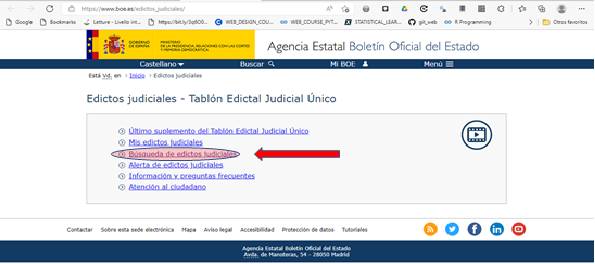 https://www.boe.es/edictos_judiciales/
Google
Bookmarks
iLetture - Livello inte
https://bit.ly/3q6O0...
WEB_DESIGN_COU...
WEB_COURSE_PYT...
STATISTICAL_LEAR...
git_web
R Programming
Otros favoritos
GOBIERNO DE ESPAÑA
MINISTERIO DE LA PRESIDENCIA, RELACIONES CON LAS CORTES Y MEMORIA DEMOCRÁTICA
Agencia Estatal Boletín Oficial del Estado
Castellano
Buscar
Mi BOE
Menú
Está Vd. en
Inicio
Edictos judiciales
Edictos judiciales - Tablón Edictal Judicial Único
Último suplemento del Tablón Edictal Judicial Único
Mis edictos judiciales
Búsqueda de edictos judiciales
Alerta de edictos judiciales
Información y preguntas frecuentes
Atención al ciudadano
Contactar
Sobre esta sede electrónica
Mapa
Aviso legal
Accesibilidad
Protección de datos
Tutoriales
Agencia Estatal Boletín Oficial del Estado
Avda. de Manoteras, 54 - 28050 Madrid